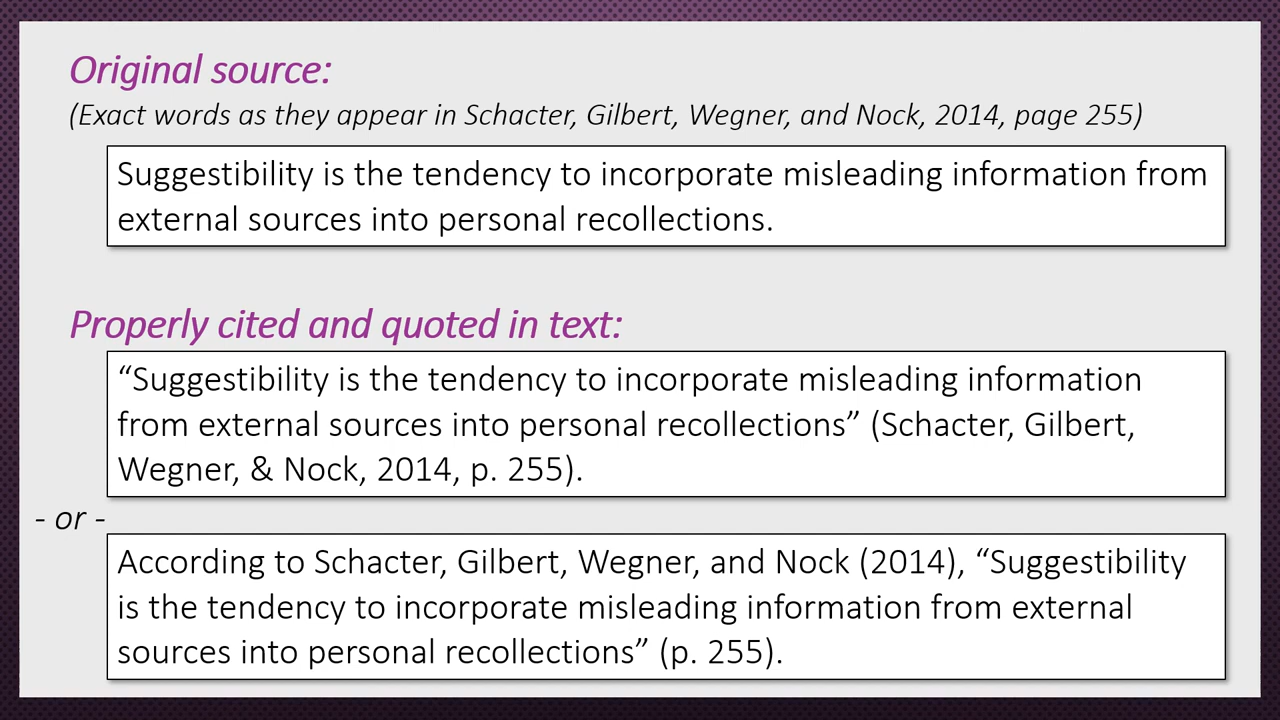 Original source:
(Exact words as they appear in Schacter, Gilbert, Wegner, and Nock, 2014, page 255)
Suggestibility is the tendency to incorporate misleading information from
external sources into personal recollections.
Properly cited and quoted in text:
“Suggestibility is the tendency to incorporate misleading information
from external sources into personal recollections” (Schacter, Gilbert,
Wegner, & Nock, 2014, p. 255).
- or -
According to Schacter, Gilbert, Wegner, and Nock (2014), “Suggestibility
is the tendency to incorporate misleading information from external
sources into personal recollections” (p. 255).